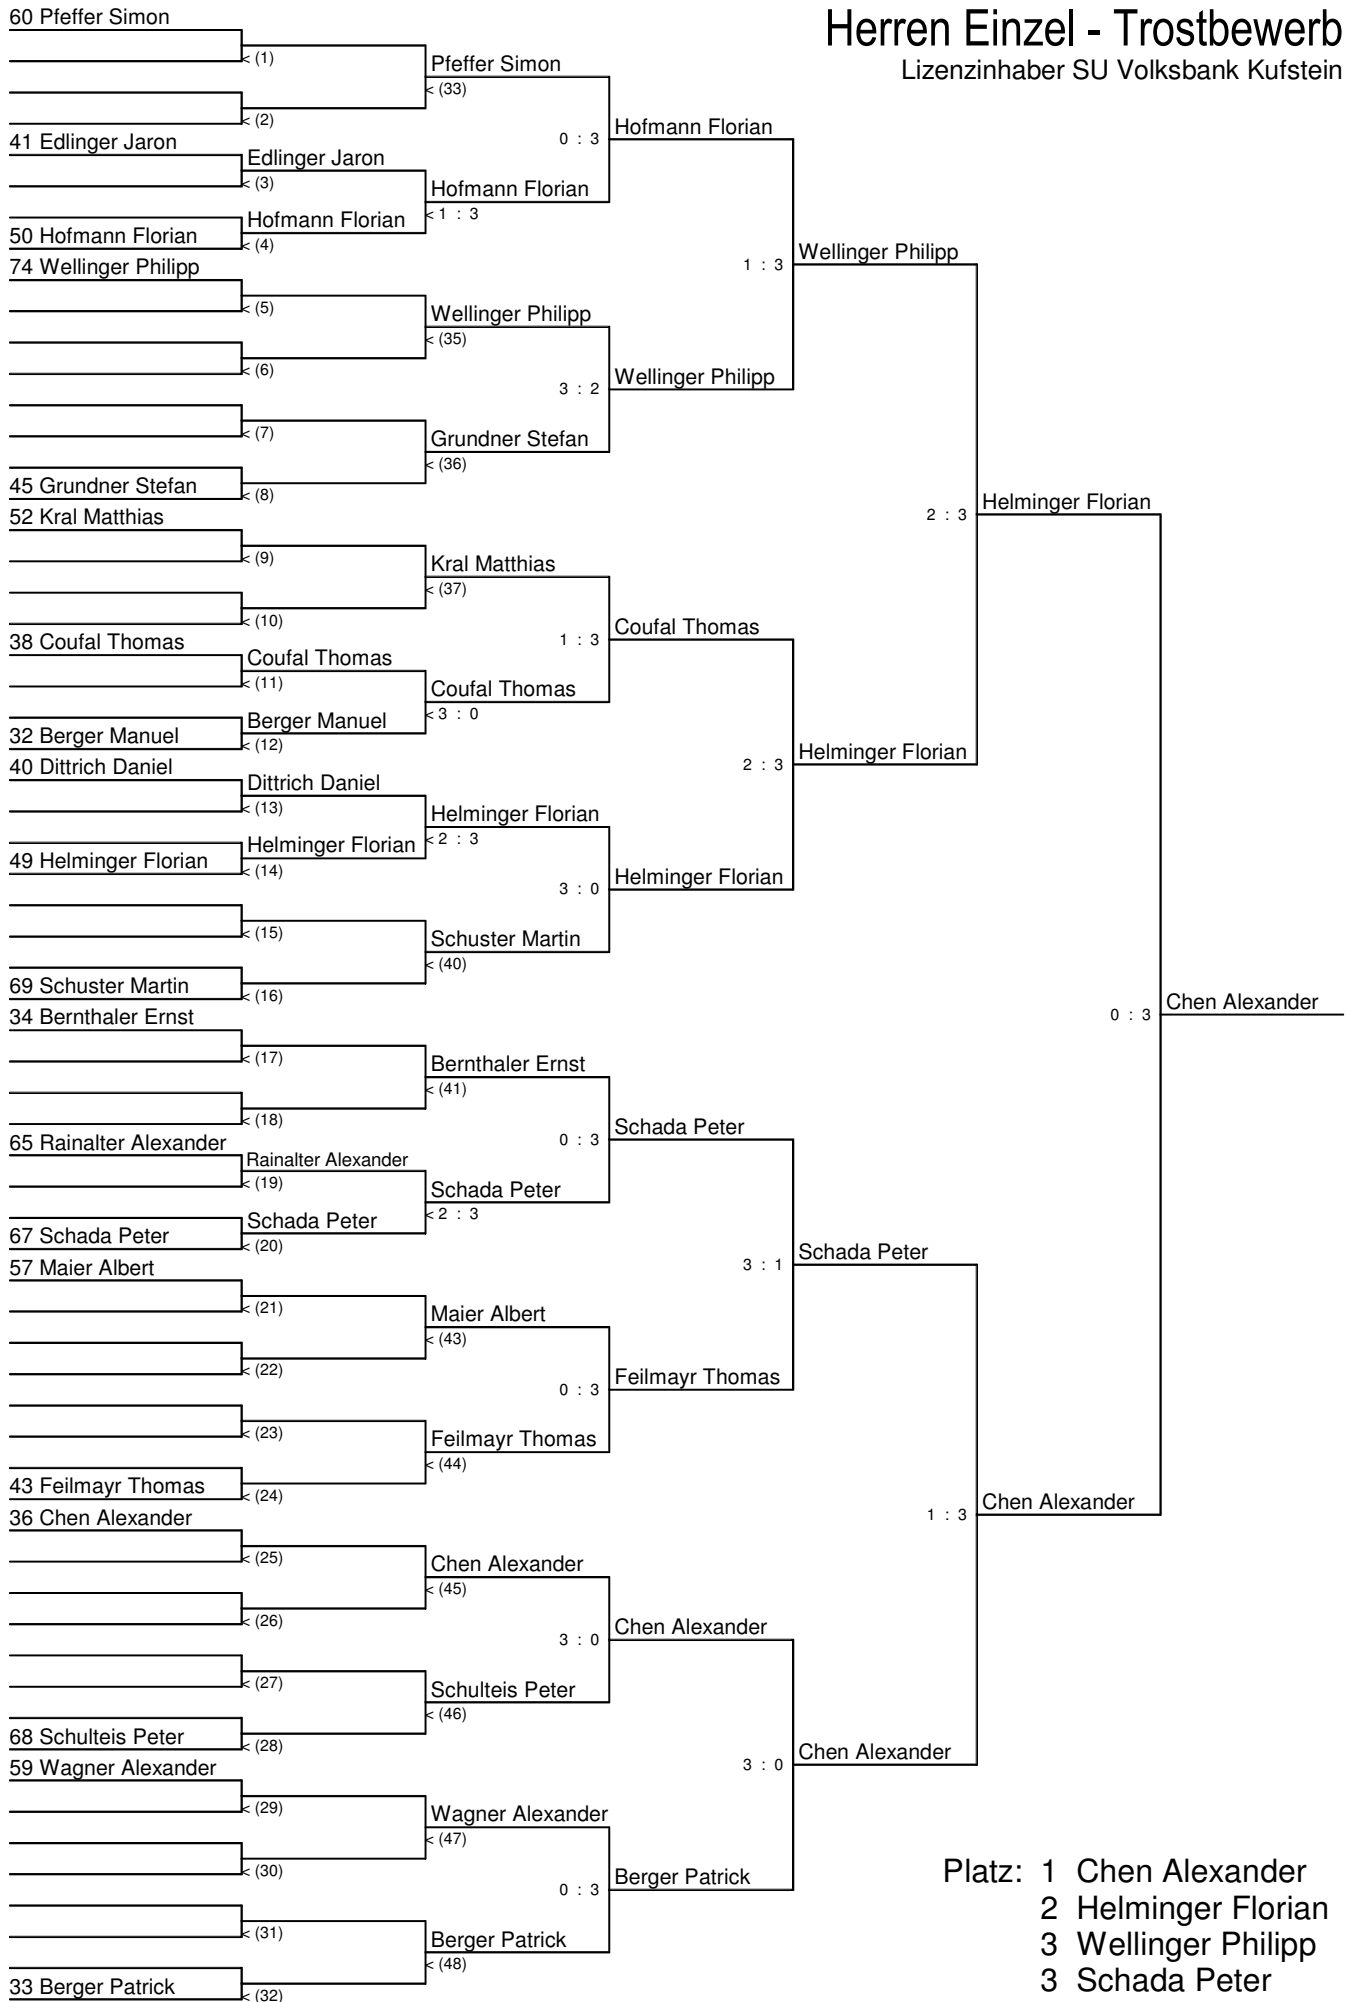 Herren Einzel - Trostbewerb
Lizenzinhaber SU Volksbank Kufstein
60 Pfeffer Simon
< (1)
Pfeffer Simon
< (33)
< (2)
0 : 3
Hofmann Florian
41 Edlinger Jaron
Edlinger Jaron
< (3)
Hofmann Florian
< 1 : 3
Hofmann Florian
50 Hofmann Florian
< (4)
1 : 3
Wellinger Philipp
74 Wellinger Philipp
< (5)
Wellinger Philipp
< (35)
< (6)
3 : 2
Wellinger Philipp
< (7)
Grundner Stefan
< (36)
45 Grundner Stefan
< (8)
2 : 3
Helminger Florian
52 Kral Matthias
< (9)
Kral Matthias
< (37)
< (10)
1 : 3
Coufal Thomas
38 Coufal Thomas
Coufal Thomas
< (11)
Coufal Thomas
< 3 : 0
Berger Manuel
32 Berger Manuel
< (12)
2 : 3
Helminger Florian
40 Dittrich Daniel
Dittrich Daniel
< (13)
Helminger Florian
< 2 : 3
Helminger Florian
49 Helminger Florian
< (14)
3 : 0
Helminger Florian
< (15)
Schuster Martin
< (40)
69 Schuster Martin
< (16)
0 : 3
Chen Alexander
34 Bernthaler Ernst
< (17)
Bernthaler Ernst
< (41)
< (18)
0 : 3
Schada Peter
65 Rainalter Alexander
Rainalter Alexander
< (19)
Schada Peter
< 2 : 3
Schada Peter
67 Schada Peter
< (20)
3 : 1
Schada Peter
57 Maier Albert
< (21)
Maier Albert
< (43)
< (22)
0 : 3
Feilmayr Thomas
< (23)
Feilmayr Thomas
< (44)
43 Feilmayr Thomas
< (24)
1 : 3
Chen Alexander
36 Chen Alexander
< (25)
Chen Alexander
< (45)
< (26)
3 : 0
Chen Alexander
< (27)
Schulteis Peter
< (46)
68 Schulteis Peter
< (28)
3 : 0
Chen Alexander
59 Wagner Alexander
< (29)
Wagner Alexander
< (47)
< (30)
0 : 3
Berger Patrick
< (31)
Berger Patrick
< (48)
33 Berger Patrick
< (32)
Platz: 1 Chen Alexander
2 Helminger Florian
3 Wellinger Philipp
3 Schada Peter